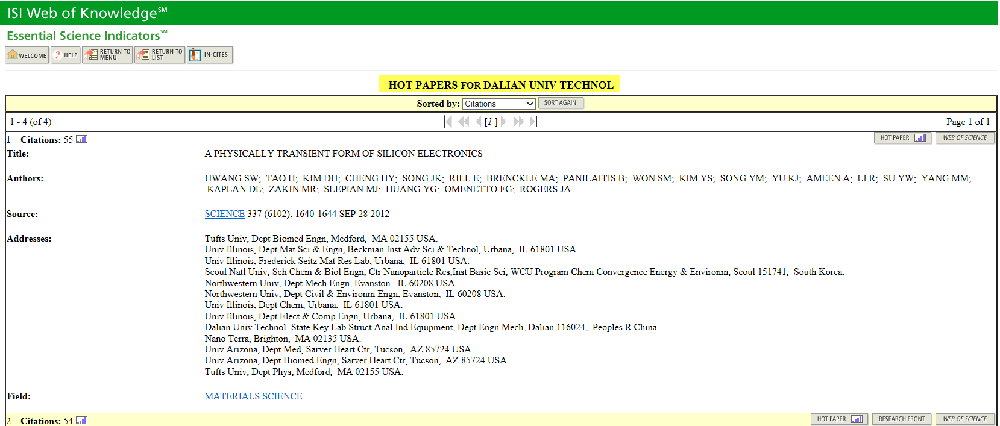 ISI Web of Knowledge℠
Essential Science Indicators℠
WELCOME ? HELP RETURN TO MENU RETURN TO LIST IN-CITES
HOT PAPERS FOR DALIAN UNIV TECHNOL
Sorted by: Citations SORT AGAIN
1 - 4 (of 4) [1] Page 1 of 1
1 Citations: 55 HOT PAPER WEB OF SCIENCE
Title: A PHYSICALLY TRANSIENT FORM OF SILICON ELECTRONICS
Authors: HWANG SW; TAO H; KIM DH; CHENG HY; SONG JK; RILL E; BRENCKLE MA; PANILAITIS B; WON SM; KIM YS; SONG YM; YU KJ; AMEEN A; LI R; SU YW; YANG MM;
KAPLAN DL; ZAKIN MR; SLEPIAN MJ; HUANG YG; OMENETTO FG; ROGERS JA
Source: SCIENCE 337 (6102): 1640-1644 SEP 28 2012
Addresses: Tufts Univ, Dept Biomed Engn, Medford, MA 02155 USA.
Univ Illinois, Dept Mat Sci & Engn, Beckman Inst Adv Sci & Technol, Urbana, IL 61801 USA.
Univ Illinois, Frederick Seitz Mat Res Lab, Urbana, IL 61801 USA.
Seoul Natl Univ, Sch Chem & Biol Engn, Ctr Nanoparticle Res,Inst Basic Sci, WCU Program Chem Convergence Energy & Environm, Seoul 151741, South Korea.
Northwestern Univ, Dept Mech Engn, Evanston, IL 60208 USA.
Northwestern Univ, Dept Civil & Environm Engn, Evanston, IL 60208 USA.
Univ Illinois, Dept Chem, Urbana, IL 61801 USA.
Univ Illinois, Dept Elect & Comp Engn, Urbana, IL 61801 USA.
Dalian Univ Technol, State Key Lab Struct Anal Ind Equipment, Dept Engn Mech, Dalian 116024, Peoples R China.
Nano Terra, Brighton, MA 02135 USA.
Univ Arizona, Dept Med, Sarver Heart Ctr, Tucson, AZ 85724 USA.
Univ Arizona, Dept Biomed Engn, Sarver Heart Ctr, Tucson, AZ 85724 USA.
Tufts Univ, Dept Phys, Medford, MA 02155 USA.
Field: MATERIALS SCIENCE
2 Citations: 54 HOT PAPER RESEARCH FRONT WEB OF SCIENCE